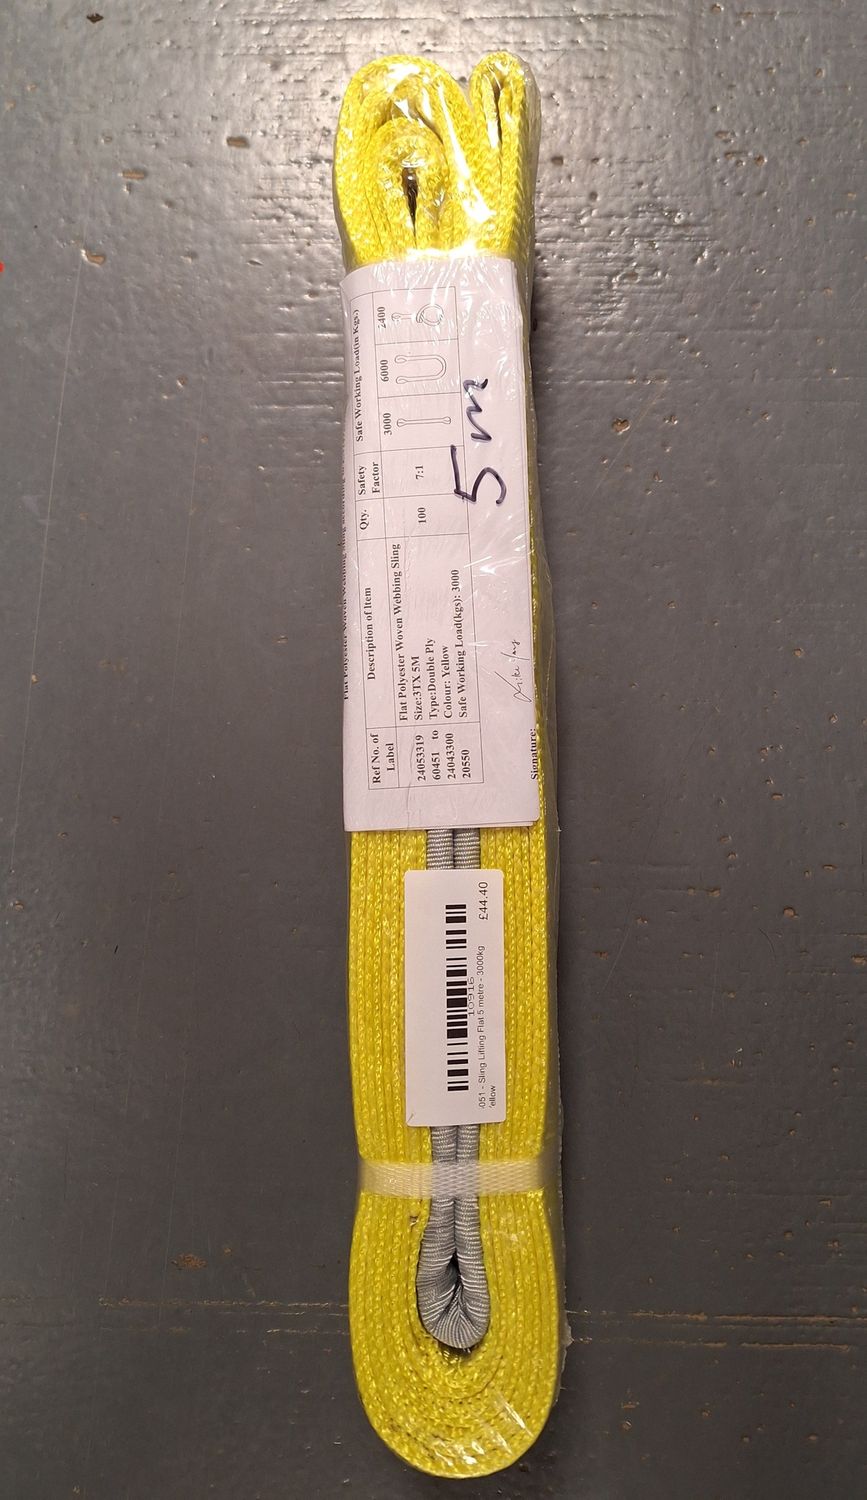 Flat Polyester Woven Webbing Sling
Ref No. of
Label
Description of Item
Qty.
Safety
Factor
Safe Working Load(in Kgs.)
3000
6000
2400
24053319
60451 to
24043300
20550
Flat Polyester Woven Webbing Sling
Size:3TX 5M
Type:Double Ply
Colour: Yellow
Safe Working Load(kgs): 3000
100
7:1
5m
Signature:
£44.40
10916
051 - Sling Lifting Flat 5 metre - 3000kg
ellow